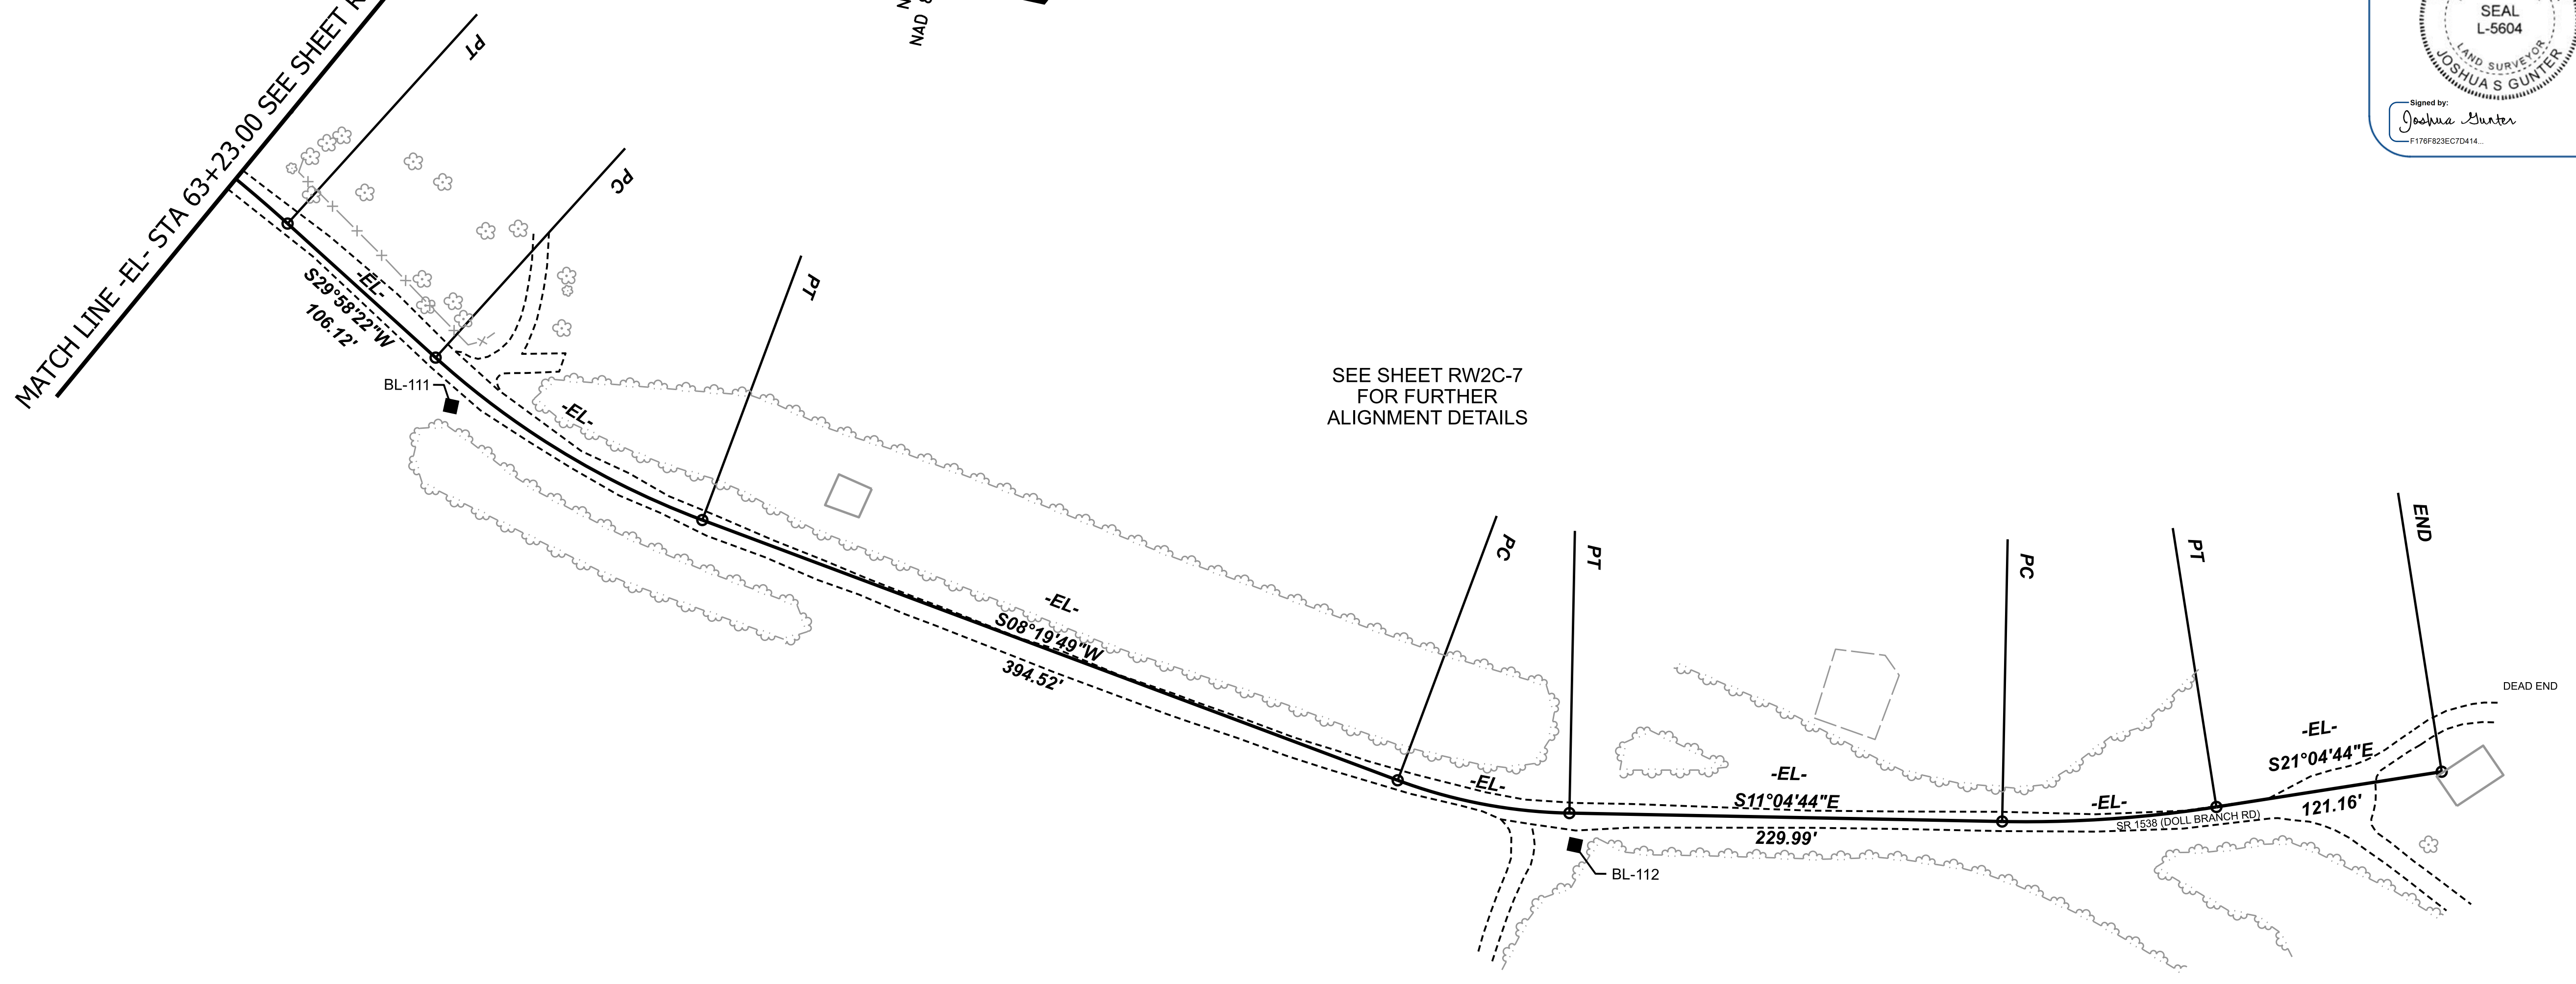 MATCH LINE -EL- STA 63+23.00 SEE SHEET
NAD
SEAL
L-5604
LAND SURVEYOR
JOSHUA S GUNTER
Signed by:
Joshua Gunter
F176F823EC7D414...
PT
PC
PT
-EL-
S29°58'22"W
106.12'
BL-111
-EL-
SEE SHEET RW2C-7
FOR FURTHER
ALIGNMENT DETAILS
-EL-
S08°19'49"W
394.52'
PC
PT
PC
PT
END
-EL-
-EL-
S11°04'44"E
229.99'
BL-112
-EL-
SR 1538 (DOLL BRANCH RD)
-EL-
S21°04'44"E
121.16'
DEAD END